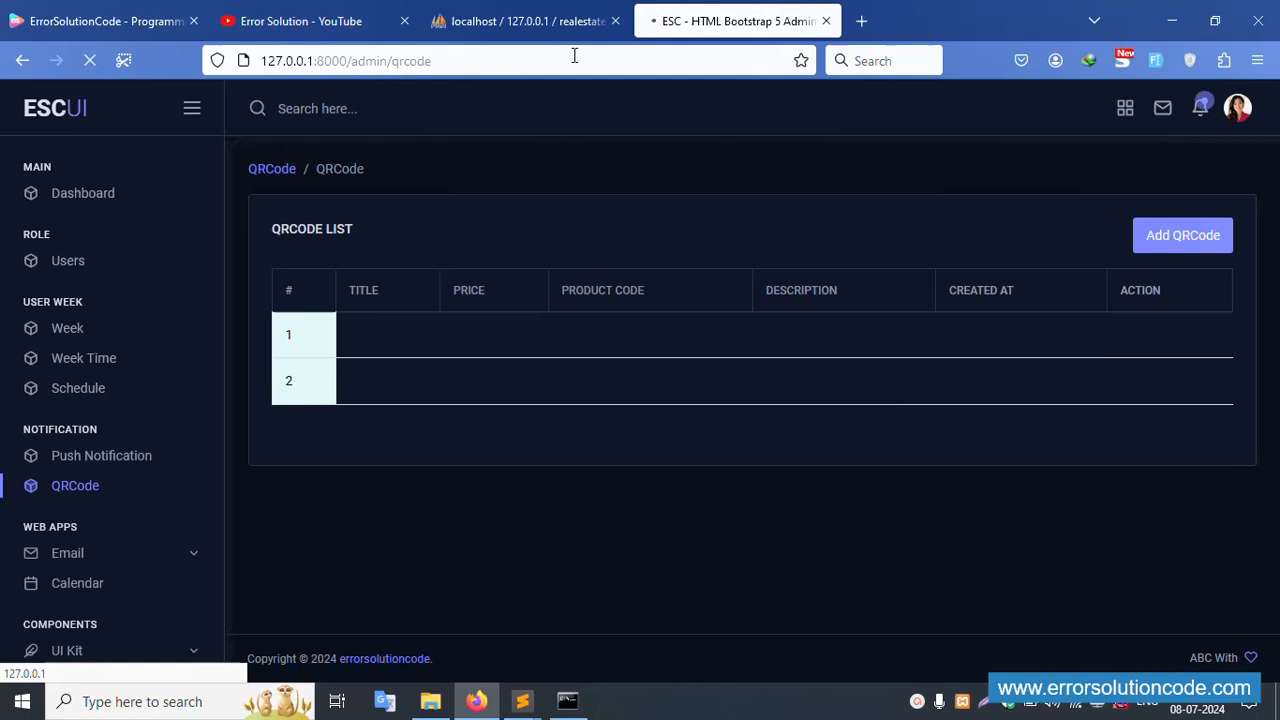 ErrorSolutionCode - Programmi
Error Solution - YouTube
localhost / 127.0.0.1 / realestate
ESC - HTML Bootstrap 5 Admin
127.0.0.1:8000/admin/qrcode
Search
New
ESCUI
Search here...
MAIN
Dashboard
ROLE
Users
USER WEEK
Week
Week Time
Schedule
NOTIFICATION
Push Notification
QRCode
WEB APPS
Email
Calendar
COMPONENTS
UI Kit
QRCode / QRCode
QRCODE LIST
Add QRCode
# TITLE PRICE PRODUCT CODE DESCRIPTION CREATED AT ACTION
1
2
Copyright © 2024 errorsolutioncode.
ABC With
127.0.0.1
Type here to search
www.errorsolutioncode.com
08-07-2024